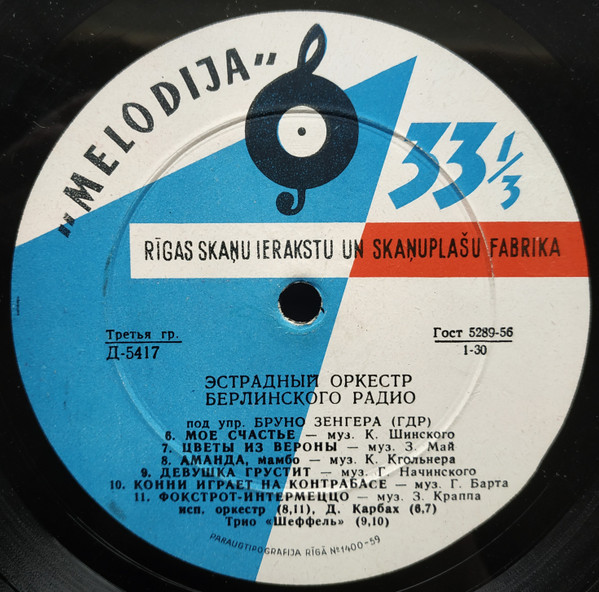 „MELODIJA"
33⅓
RĪGAS SKAŅU IERAKSTU UN SKAŅUPLAŠU FABRIKA
Третья гр.
Д-5417
Гост 5289-56
1-30
ЭСТРАДНЫЙ ОРКЕСТР
БЕРЛИНСКОГО РАДИО
под упр. БРУНО ЗЕНГЕРА (ГДР)
6. МОЕ СЧАСТЬЕ — муз. К. Шинского
7. ЦВЕТЫ ИЗ ВЕРОНЫ — муз. З. Май
8. АМАНДА, мамбо — муз. К. Кгольнера
9. ДЕВУШКА ГРУСТИТ — муз. Г. Начинского
10. КОННИ ИГРАЕТ НА КОНТРАБАСЕ — муз. Г. Барта
11. ФОКСТРОТ-ИНТЕРМЕЦЦО — муз. З. Краппа
исп. оркестр (8,11), Д. Карбах (6,7)
Трио «Шеффель» (9,10)
PARAUGTIPOGRAFIJA RĪGĀ №1400-59